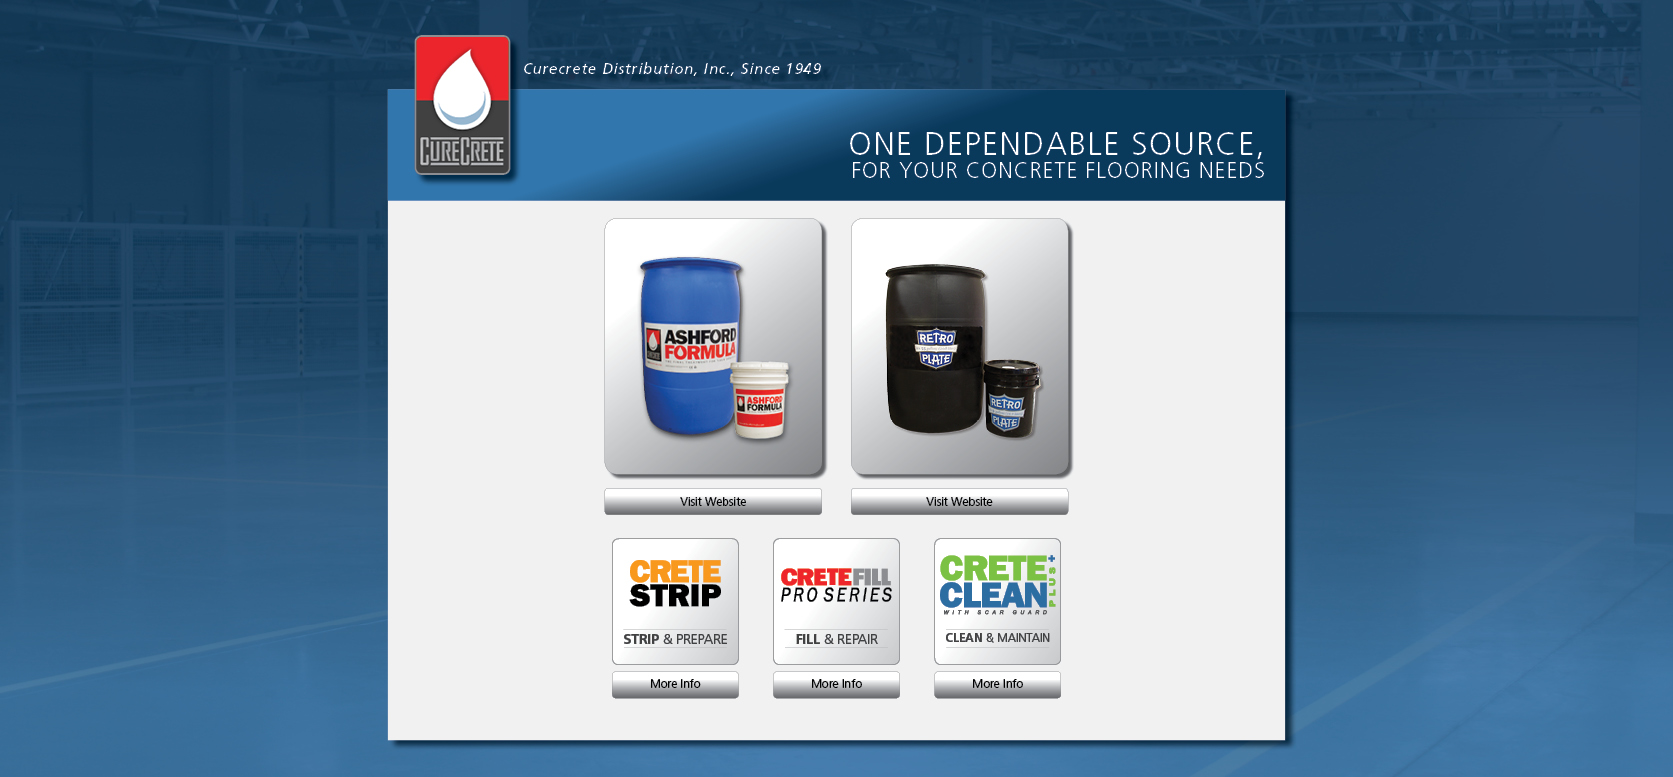 Curecrete Distribution, Inc., Since 1949
CURECRETE
ONE DEPENDABLE SOURCE,
FOR YOUR CONCRETE FLOORING NEEDS
ASHFORD
FORMULA
CURECRETE
ASHFORD
FORMULA
RETRO
PLATE
RETRO
PLATE
Visit Website
Visit Website
CRETE
STRIP
STRIP & PREPARE
CRETEFILL
PRO SERIES
FILL & REPAIR
CRETE
CLEAN
PLUS+
WITH SCAR GUARD
CLEAN & MAINTAIN
More Info
More Info
More Info